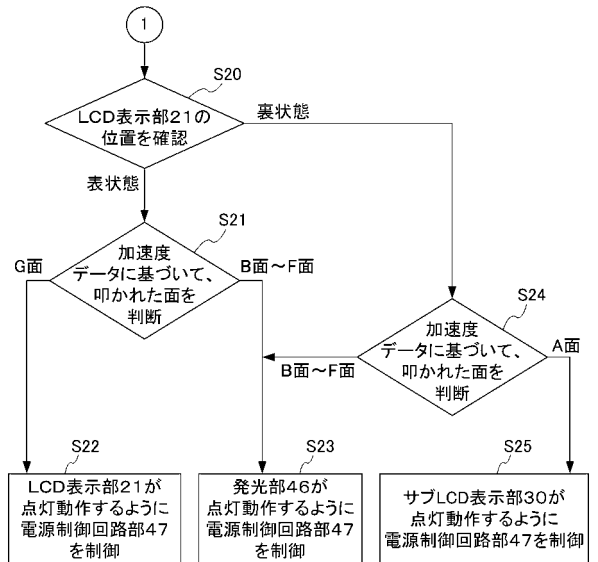 1
S20
LCD表示部21の
位置を確認
裏状態
表状態
S21
加速度
データに基づいて、
叩かれた面を
判断
G面
B面～F面
S24
加速度
データに基づいて、
叩かれた面を
判断
B面～F面
A面
S22
LCD表示部21が
点灯動作するように
電源制御回路部47
を制御
S23
発光部46が
点灯動作するように
電源制御回路部47
を制御
S25
サブLCD表示部30が
点灯動作するように
電源制御回路部47を制御